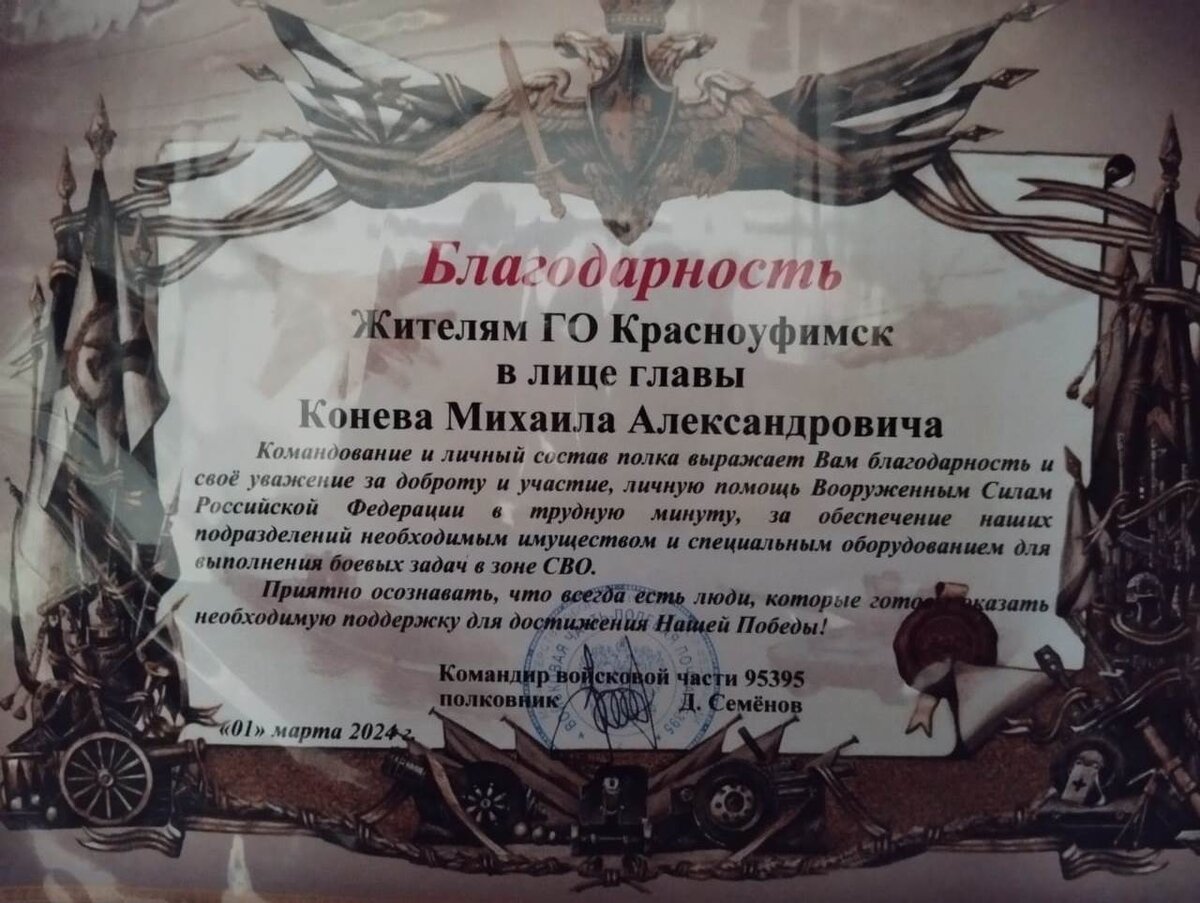 Благодарность
Жителям ГО Красноуфимск
в лице главы
Конева Михаила Александровича
Командование и личный состав полка выражает Вам благодарность и
своё уважение за доброту и участие, личную помощь Вооруженным Силам
Российской Федерации в трудную минуту, за обеспечение наших
подразделений необходимым имуществом и специальным оборудованием для
выполнения боевых задач в зоне СВО.
Приятно осознавать, что всегда есть люди, которые оказать
необходимую поддержку для достижения Нашей Победы!
Командир войсковой части 95395
полковник Д. Семёнов
«01» марта 2024 г.